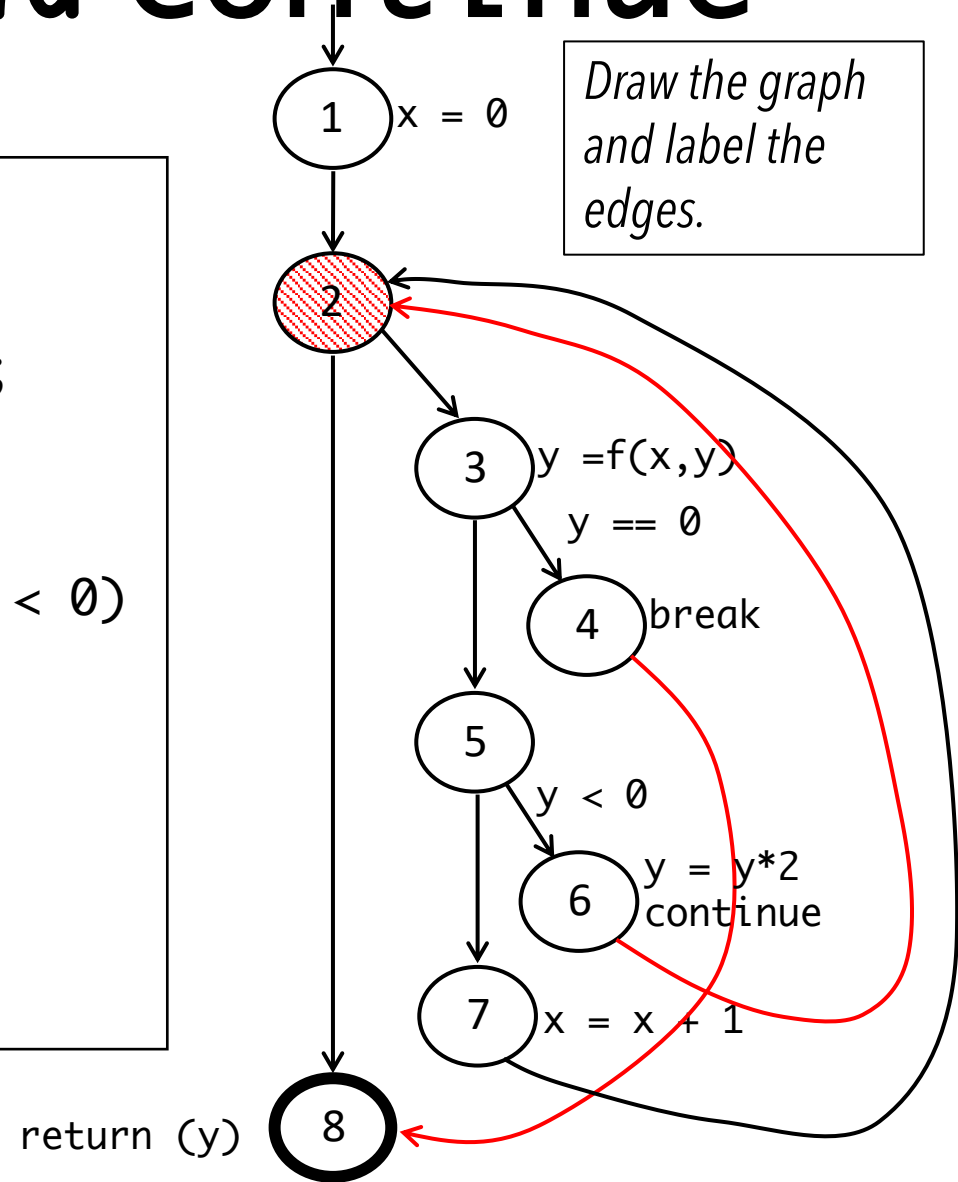 continue
Draw the graph
and label the
edges.
1
x = 0
2
3
y =f(x,y)
y == 0
4
break
< 0)
5
y < 0
6
y = y*2
continue
7
x = x + 1
8
return (y)